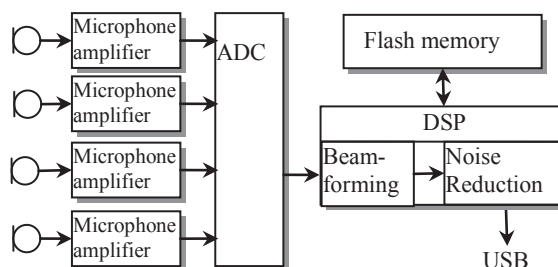 Microphone
amplifier
Microphone
amplifier
Microphone
amplifier
Microphone
amplifier
ADC
Flash memory
DSP
Beam-
forming
Noise
Reduction
USB